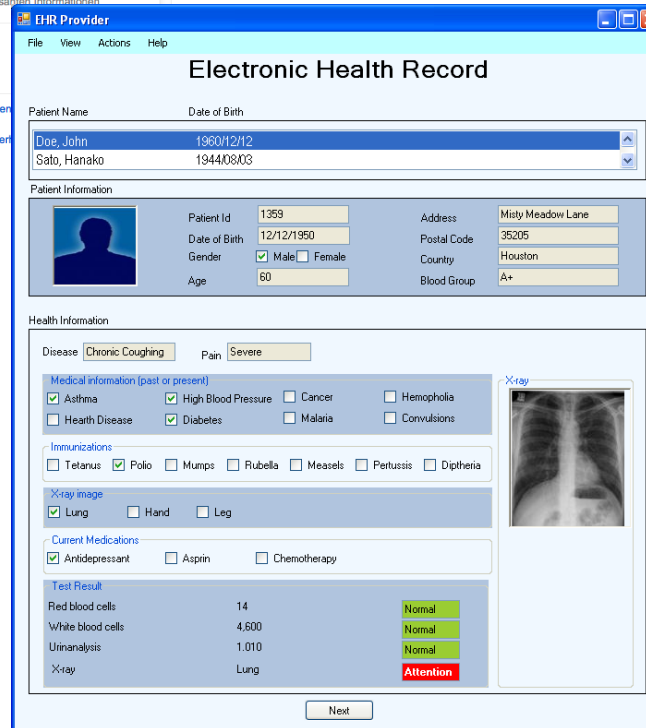 santen Informationen
EHR Provider
File View Actions Help
Electronic Health Record
Patient Name Date of Birth
Doe, John 1960/12/12
Sato, Hanako 1944/08/03
Patient Information
Patient Id 1359 Address Misty Meadow Lane
Date of Birth 12/12/1950 Postal Code 35205
Gender Male Female Country Houston
Age 60 Blood Group A+
Health Information
Disease Chronic Coughing Pain Severe
Medical information (past or present) X-ray
Asthma High Blood Pressure Cancer Hemopholia
Hearth Disease Diabetes Malaria Convulsions
Immunizations
Tetanus Polio Mumps Rubella Measels Pertussis Diptheria
X-ray image
Lung Hand Leg
Current Medications
Antidepressant Asprin Chemotherapy
Test Result
Red blood cells 14 Normal
White blood cells 4,600 Normal
Urinanalysis 1.010 Normal
X-ray Lung Attention
Next